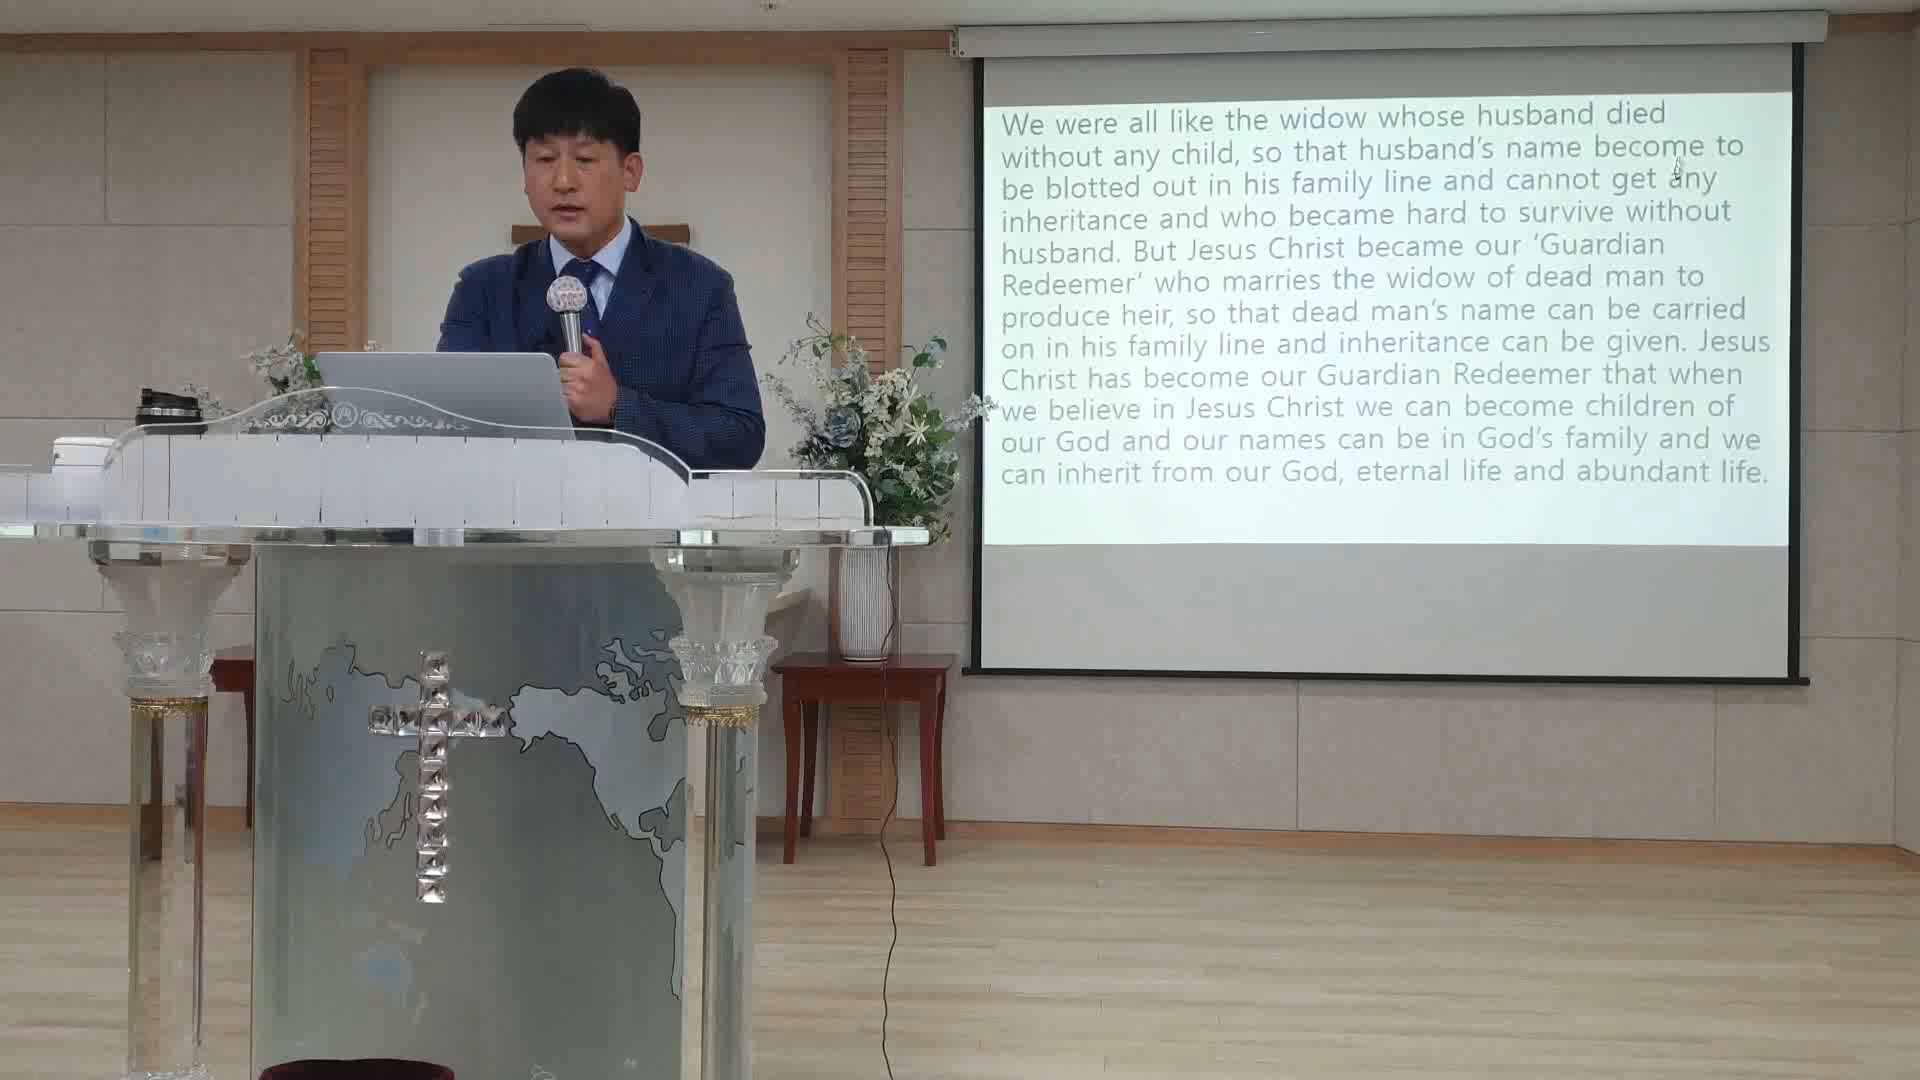 We were all like the widow whose husband died
without any child, so that husband's name become to
be blotted out in his family line and cannot get any
inheritance and who became hard to survive without
husband. But Jesus Christ became our ‘Guardian
Redeemer’ who marries the widow of dead man to
produce heir, so that dead man's name can be carried
on in his family line and inheritance can be given. Jesus
Christ has become our Guardian Redeemer that when
we believe in Jesus Christ we can become children of
our God and our names can be in God's family and we
can inherit from our God, eternal life and abundant life.